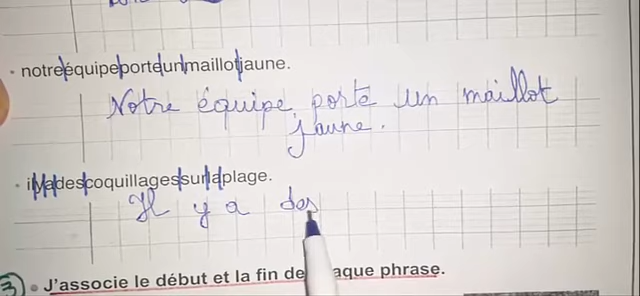 · notreéquipeporteunmaillotjaune.
Notre équipe porte un maillot
jaune.
· ilyadescoquillagessurlaplage.
Il y a des
3 • J'associe le début et la fin de aque phrase.